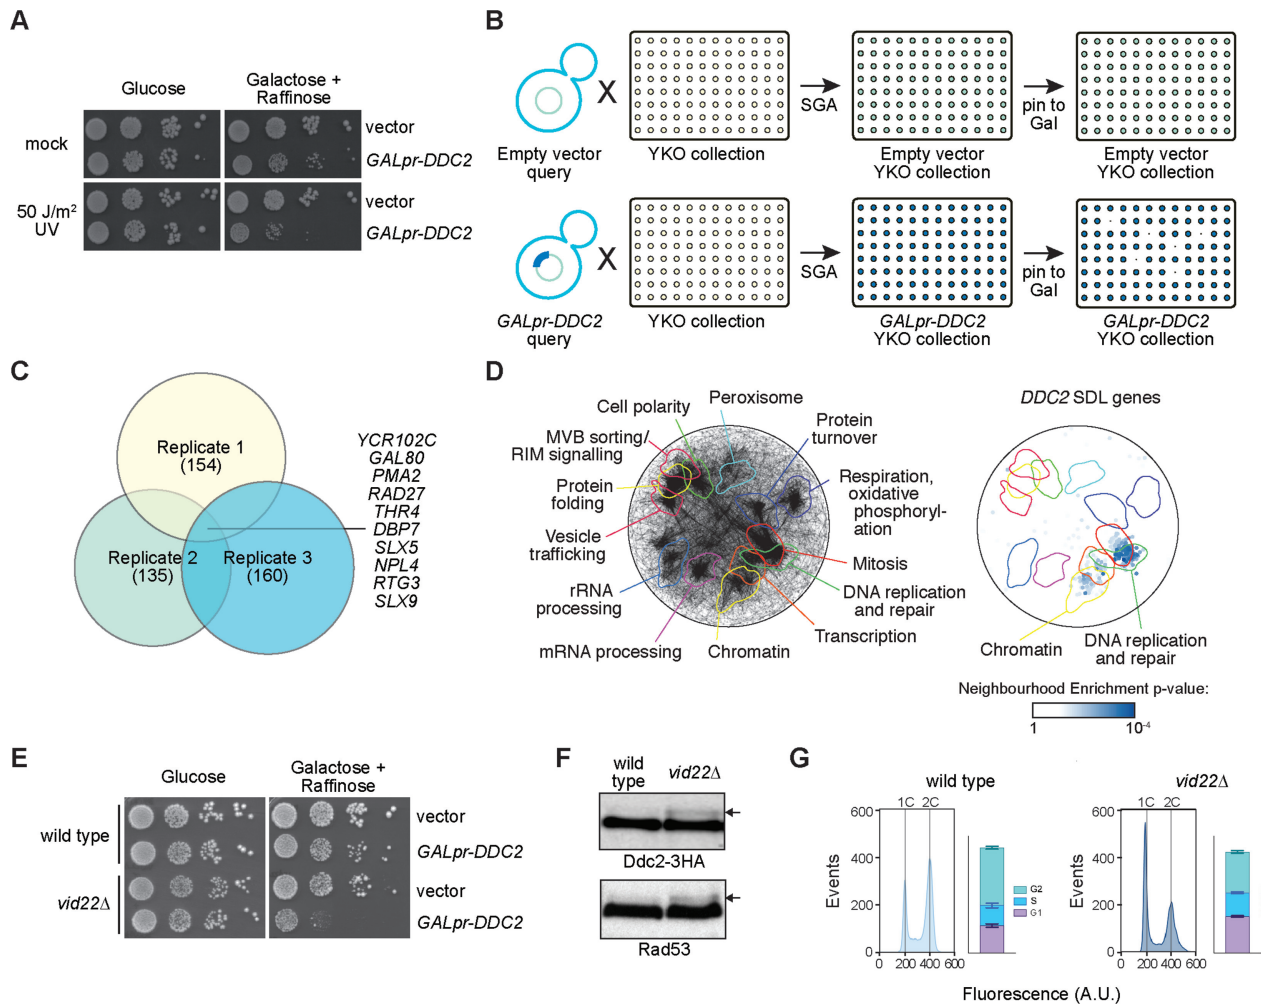 A
Glucose
Galactose +
Raffinose
mock
vector
GALpr-DDC2
50 J/m²
UV
vector
GALpr-DDC2
B
X
SGA
pin to
Gal
Empty vector
query
YKO collection
Empty vector
YKO collection
Empty vector
YKO collection
X
SGA
pin to
Gal
GALpr-DDC2
query
YKO collection
GALpr-DDC2
YKO collection
GALpr-DDC2
YKO collection
C
Replicate 1
(154)
Replicate 2
(135)
Replicate 3
(160)
YCR102C
GAL80
PMA2
RAD27
THR4
DBP7
SLX5
NPL4
RTG3
SLX9
D
Cell polarity
Peroxisome
Protein
turnover
MVB sorting/
RIM signalling
Protein
folding
Respiration,
oxidative
phosphoryl-
ation
Vesicle
trafficking
Mitosis
rRNA
processing
DNA replication
and repair
Transcription
mRNA processing
Chromatin
DDC2 SDL genes
Chromatin
DNA replication
and repair
Neighbourhood Enrichment p-value:
1
10⁻⁴
E
Glucose
Galactose +
Raffinose
wild type
vector
GALpr-DDC2
vid22Δ
vector
GALpr-DDC2
F
wild
type
vid22Δ
Ddc2-3HA
Rad53
G
wild type
1C 2C
600
400
200
0
Events
0 200 400 600
G2
S
G1
vid22Δ
1C 2C
600
400
200
0
Events
0 200 400 600
Fluorescence (A.U.)